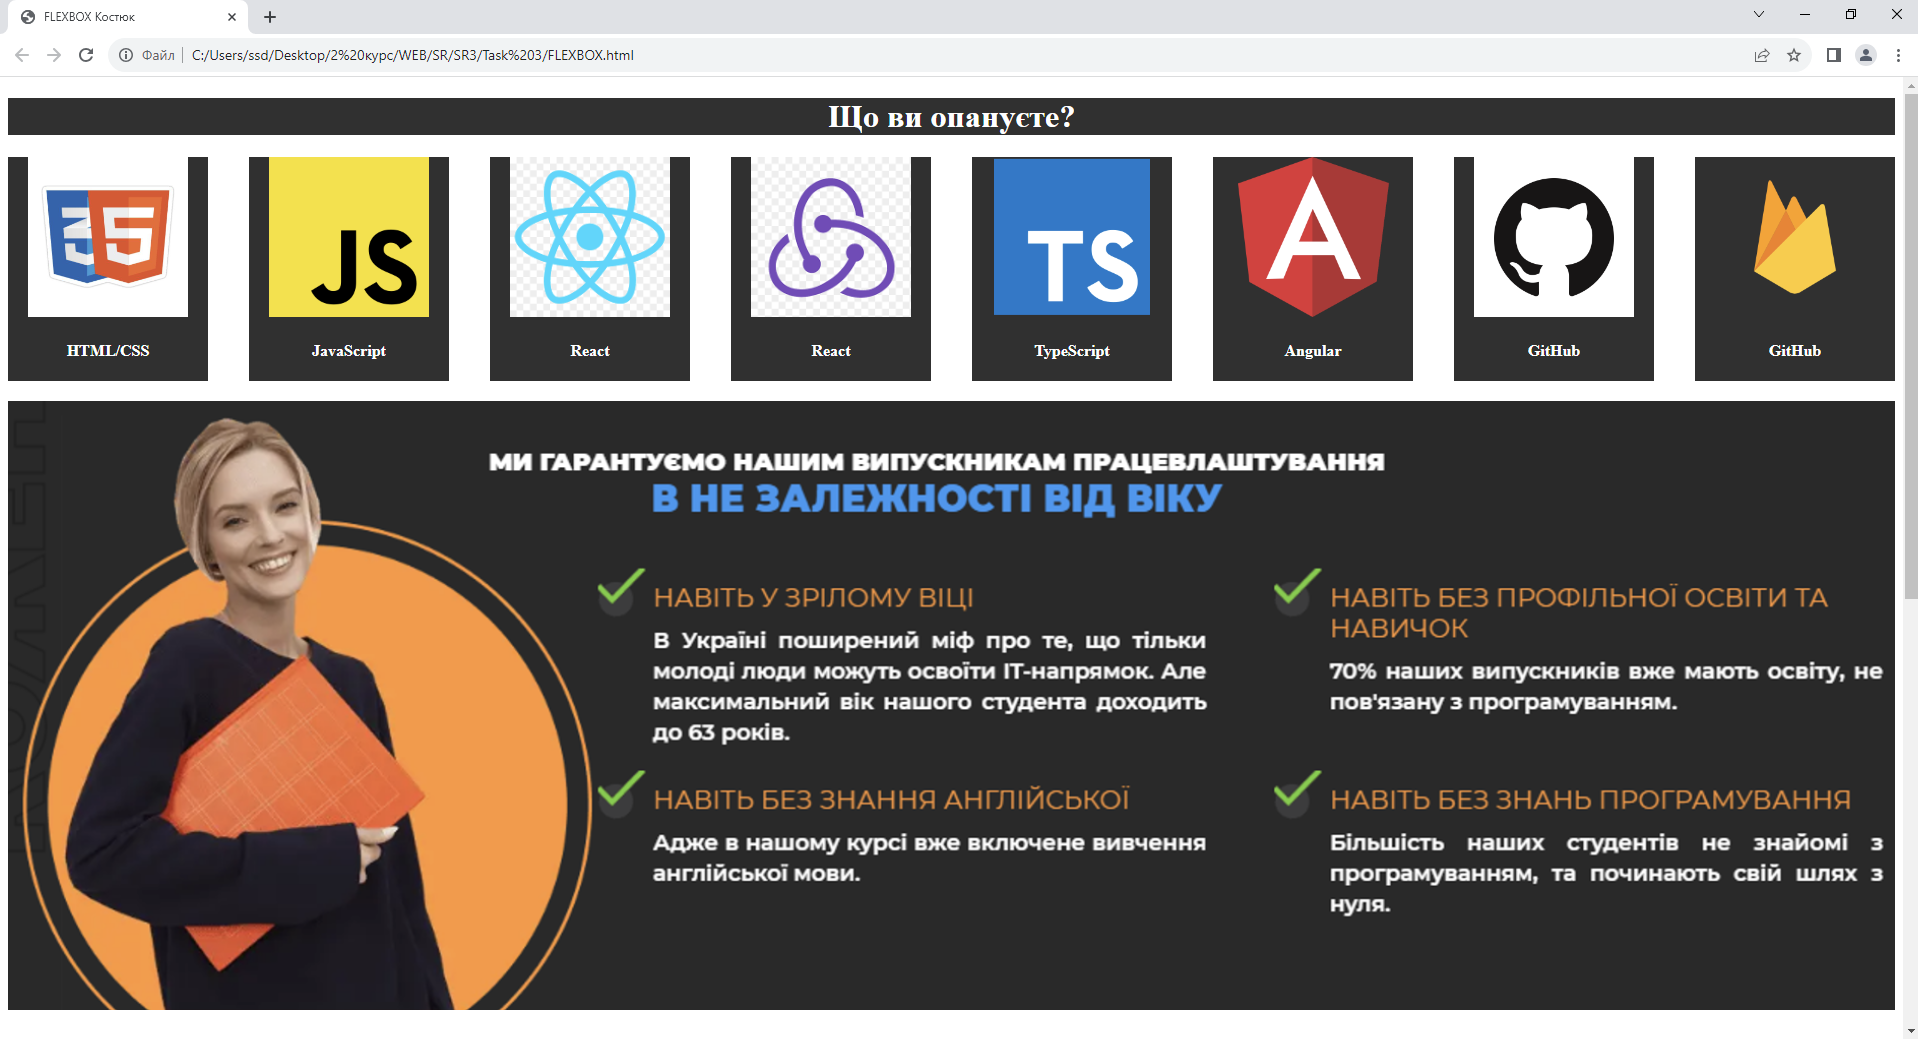 FLEXBOX Костюк
Файл
C:/Users/ssd/Desktop/2%20курс/WEB/SR/SR3/Task%203/FLEXBOX.html
Що ви опануєте?
35
JS
TS
A
HTML/CSS
JavaScript
React
React
TypeScript
Angular
GitHub
GitHub
МИ ГАРАНТУЄМО НАШИМ ВИПУСКНИКАМ ПРАЦЕВЛАШТУВАННЯ
В НЕ ЗАЛЕЖНОСТІ ВІД ВІКУ
НАВІТЬ У ЗРІЛОМУ ВІЦІ
В Україні поширений міф про те, що тільки
молоді люди можуть освоїти ІТ-напрямок. Але
максимальний вік нашого студента доходить
до 63 років.
НАВІТЬ БЕЗ ПРОФІЛЬНОЇ ОСВІТИ ТА
НАВИЧОК
70% наших випускників вже мають освіту, не
пов'язану з програмуванням.
НАВІТЬ БЕЗ ЗНАННЯ АНГЛІЙСЬКОЇ
Адже в нашому курсі вже включене вивчення
англійської мови.
НАВІТЬ БЕЗ ЗНАНЬ ПРОГРАМУВАННЯ
Більшість наших студентів не знайомі з
програмуванням, та починають свій шлях з
нуля.